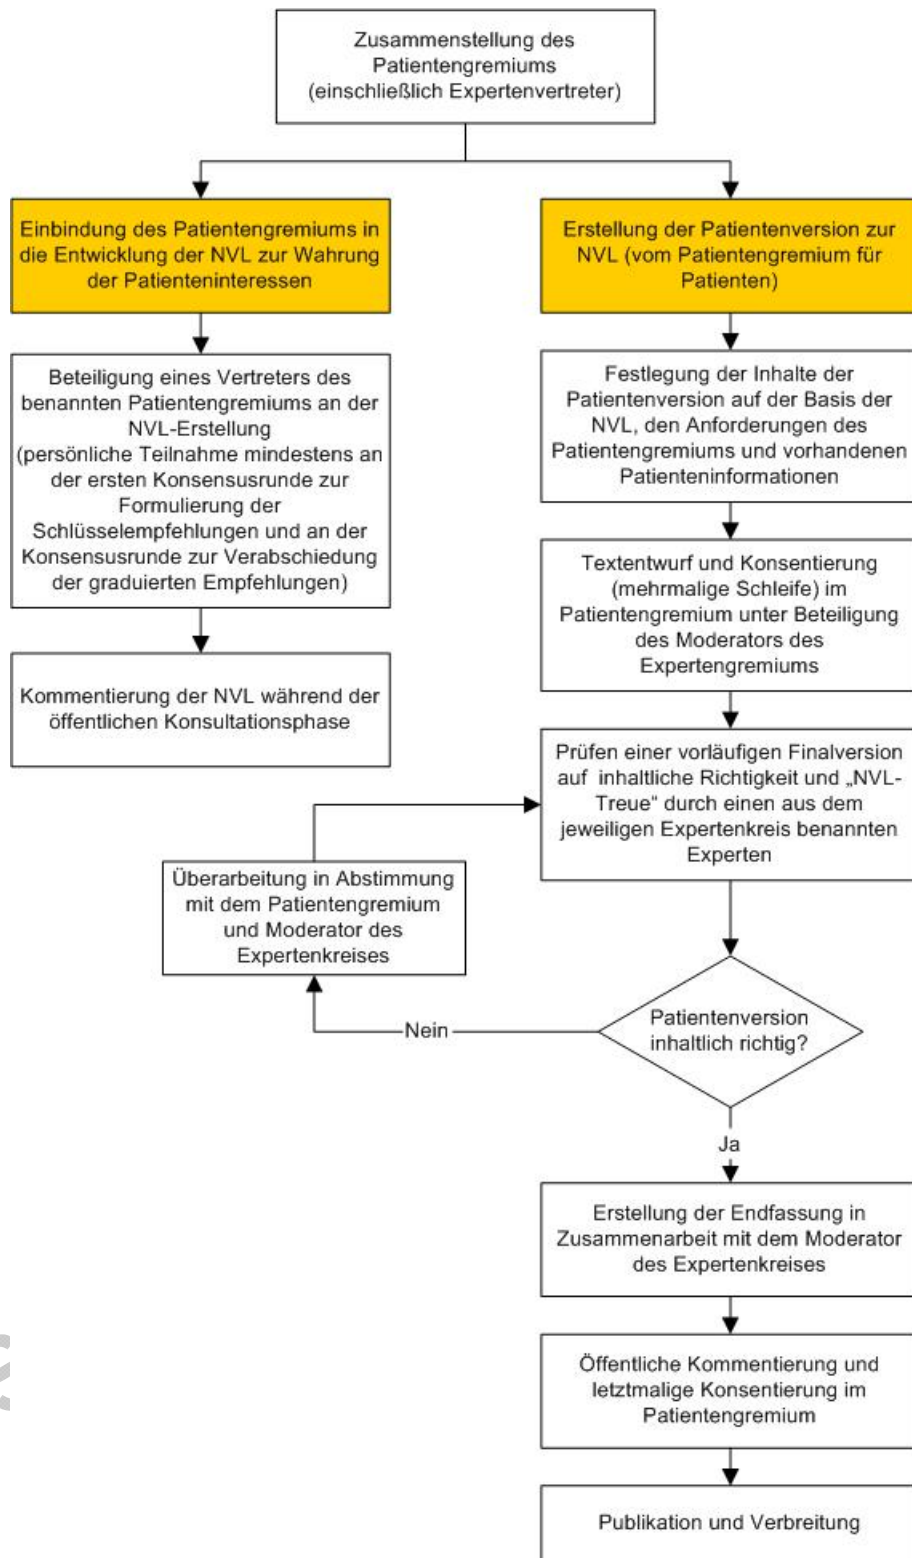 Zusammenstellung des
Patientengremiums
(einschließlich Expertenvertreter)
Einbindung des Patientengremiums in
die Entwicklung der NVL zur Wahrung
der Patienteninteressen
Beteiligung eines Vertreters des
benannten Patientengremiums an der
NVL-Erstellung
(persönliche Teilnahme mindestens an
der ersten Konsensusrunde zur
Formulierung der
Schlüsselempfehlungen und an der
Konsensusrunde zur Verabschiedung
der graduierten Empfehlungen)
Kommentierung der NVL während der
öffentlichen Konsultationsphase
Erstellung der Patientenversion zur
NVL (vom Patientengremium für
Patienten)
Festlegung der Inhalte der
Patientenversion auf der Basis der
NVL, den Anforderungen des
Patientengremiums und vorhandenen
Patienteninformationen
Textentwurf und Konsentierung
(mehrmalige Schleife) im
Patientengremium unter Beteiligung
des Moderators des
Expertengremiums
Prüfen einer vorläufigen Finalversion
auf inhaltliche Richtigkeit und „NVL-
Treue“ durch einen aus dem
jeweiligen Expertenkreis benannten
Experten
Überarbeitung in Abstimmung
mit dem Patientengremium
und Moderator des
Expertenkreises
Patientenversion
inhaltlich richtig?
Nein
Ja
Erstellung der Endfassung in
Zusammenarbeit mit dem Moderator
des Expertenkreises
Öffentliche Kommentierung und
letztmalige Konsentierung im
Patientengremium
Publikation und Verbreitung